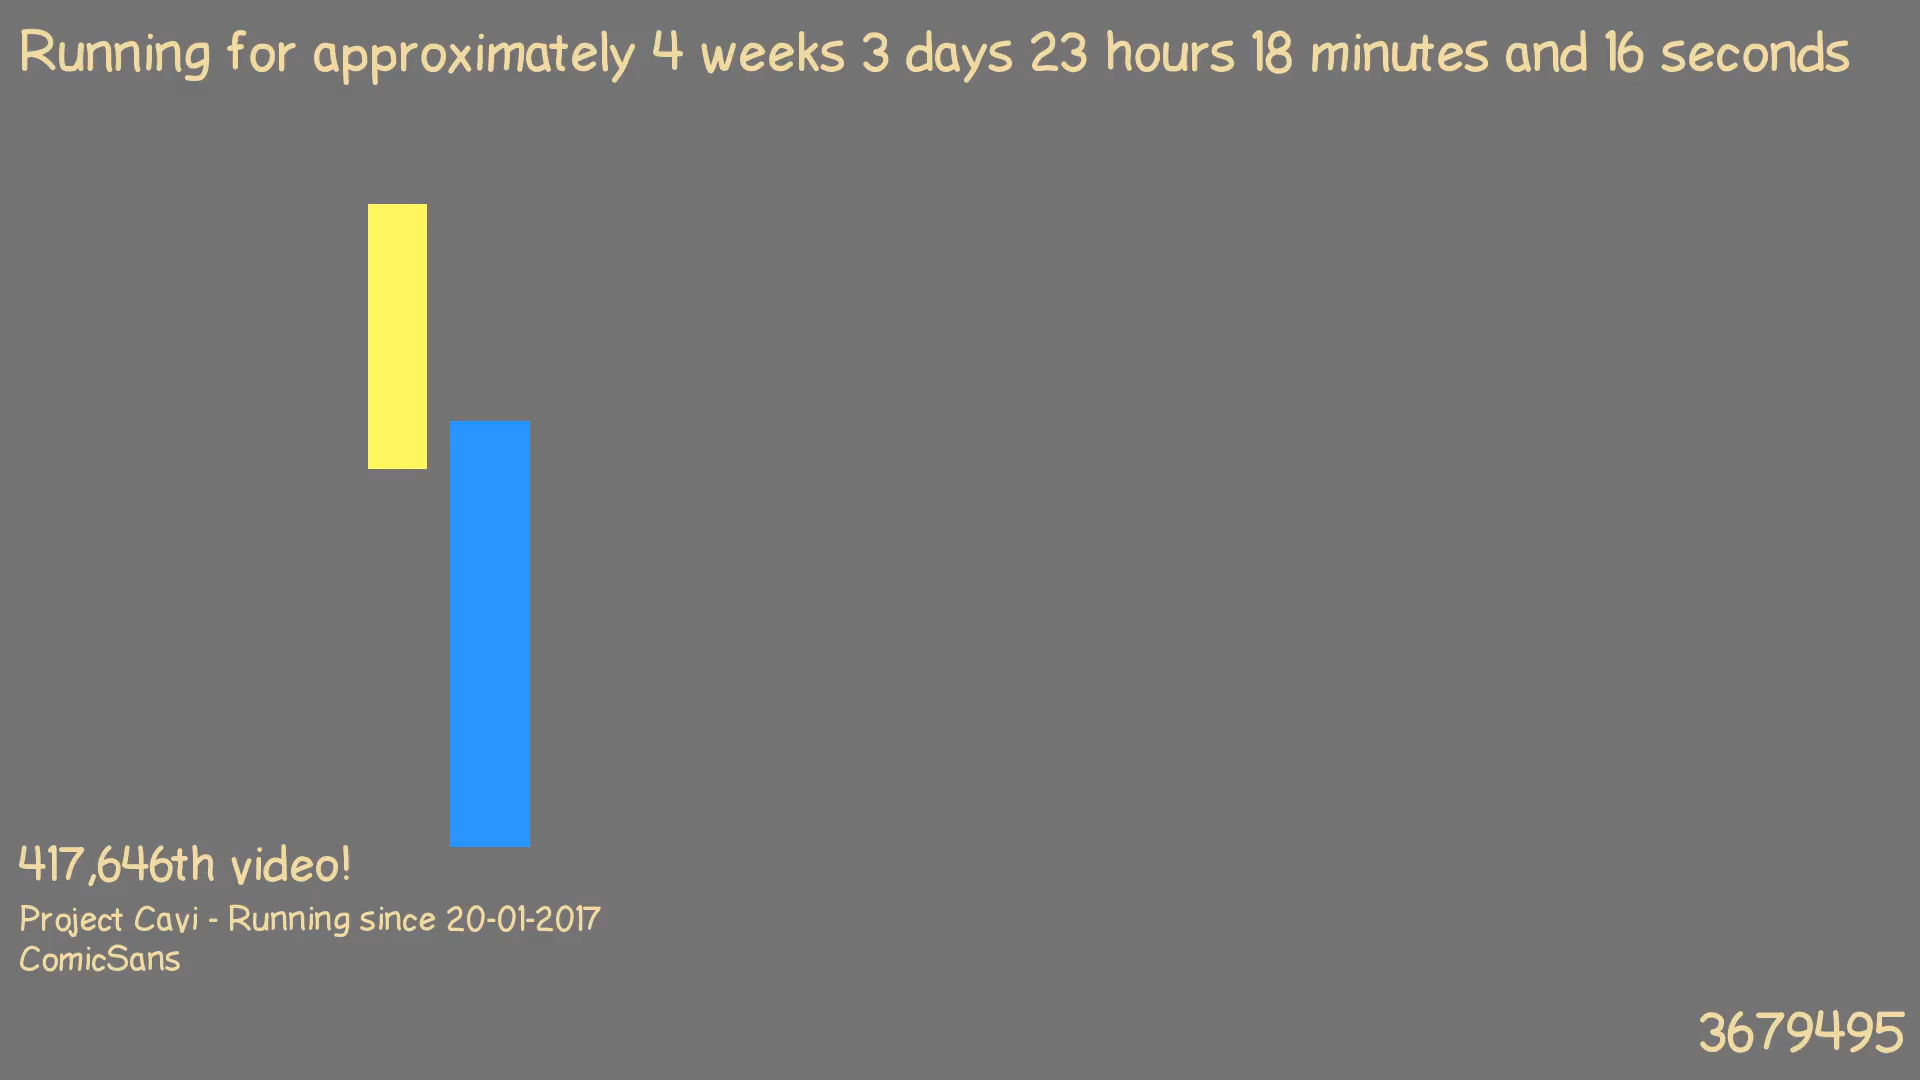 Running for approximately 4 weeks 3 days 23 hours 18 minutes and 16 seconds
417,646th video!
Project Cavi - Running since 20-01-2017
ComicSans
3679495